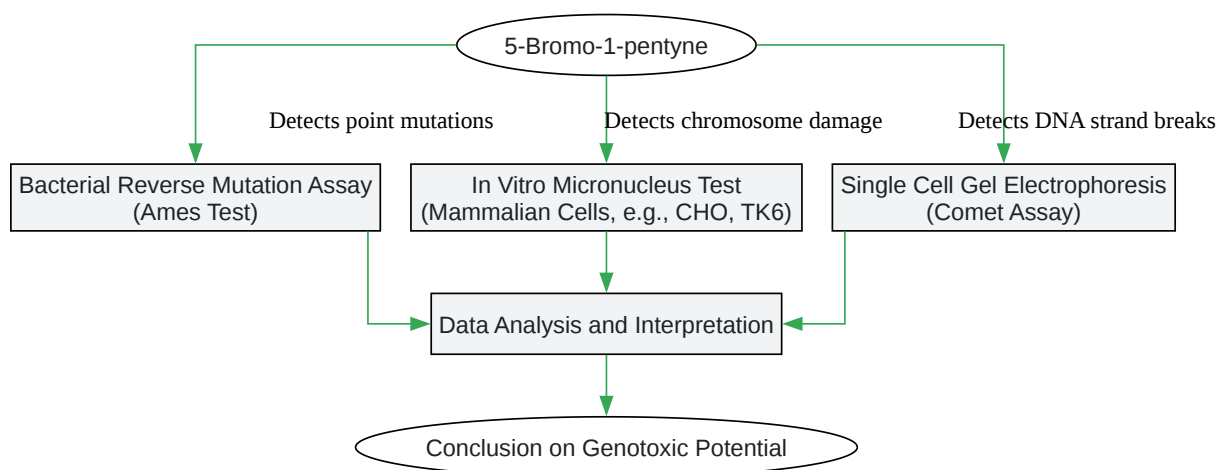 5-Bromo-1-pentyne
Detects point mutations
Detects chromosome damage
Detects DNA strand breaks
Bacterial Reverse Mutation Assay
(Ames Test)
In Vitro Micronucleus Test
(Mammalian Cells, e.g., CHO, TK6)
Single Cell Gel Electrophoresis
(Comet Assay)
Data Analysis and Interpretation
Conclusion on Genotoxic Potential